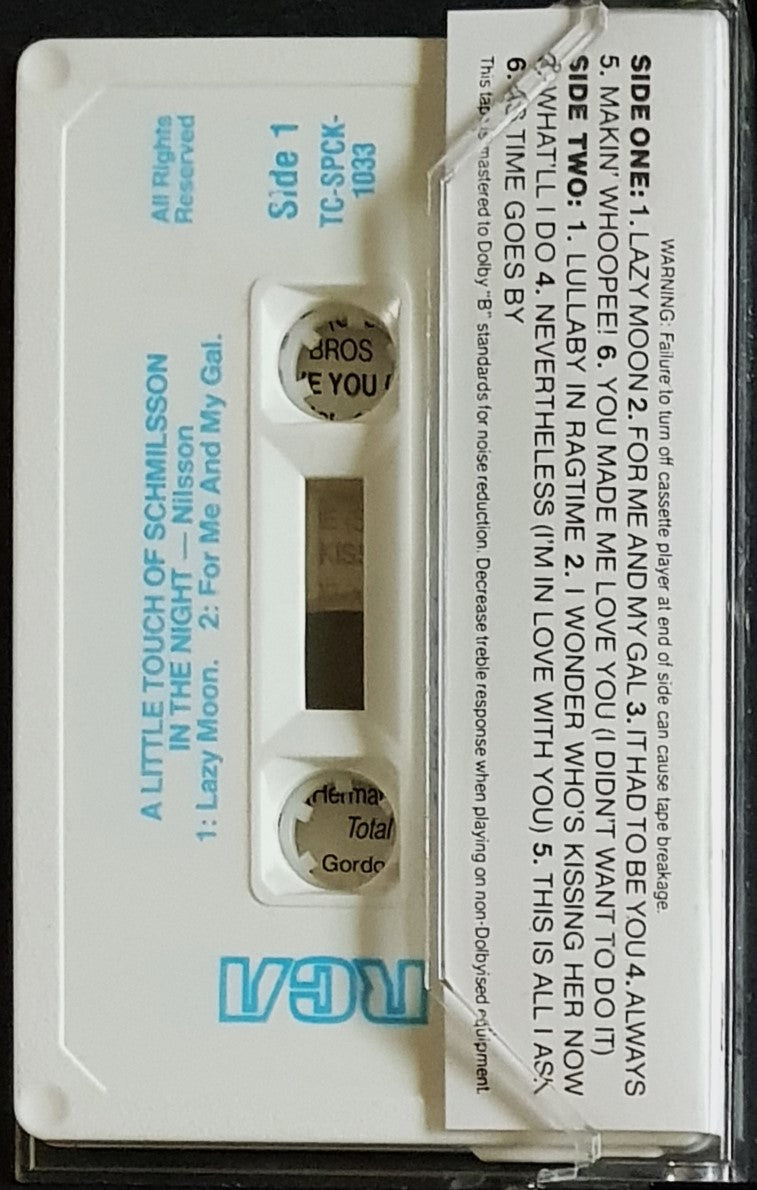 WARNING: Failure to turn off cassette player at end of side can cause tape breakage.
SIDE ONE: 1. LAZY MOON 2. FOR ME AND MY GAL 3. IT HAD TO BE YOU 4. ALWAYS
5. MAKIN' WHOOPEE! 6. YOU MADE ME LOVE YOU (I DIDN'T WANT TO DO IT)
SIDE TWO: 1. LULLABY IN RAGTIME 2. I WONDER WHO'S KISSING HER NOW
3. WHAT'LL I DO 4. NEVERTHELESS (I'M IN LOVE WITH YOU) 5. THIS IS ALL I ASK
6. AS TIME GOES BY
This tape is mastered to Dolby "B" standards for noise reduction. Decrease treble response when playing on non-Dolbyised equipment.
All Rights
Reserved
Side 1
TC-SPCK-
1033
A LITTLE TOUCH OF SCHMILSSON
IN THE NIGHT — Nilsson
1: Lazy Moon. 2: For Me And My Gal.
RCA
BROS
'E YOU
KISS
Herma
Total
Gordo